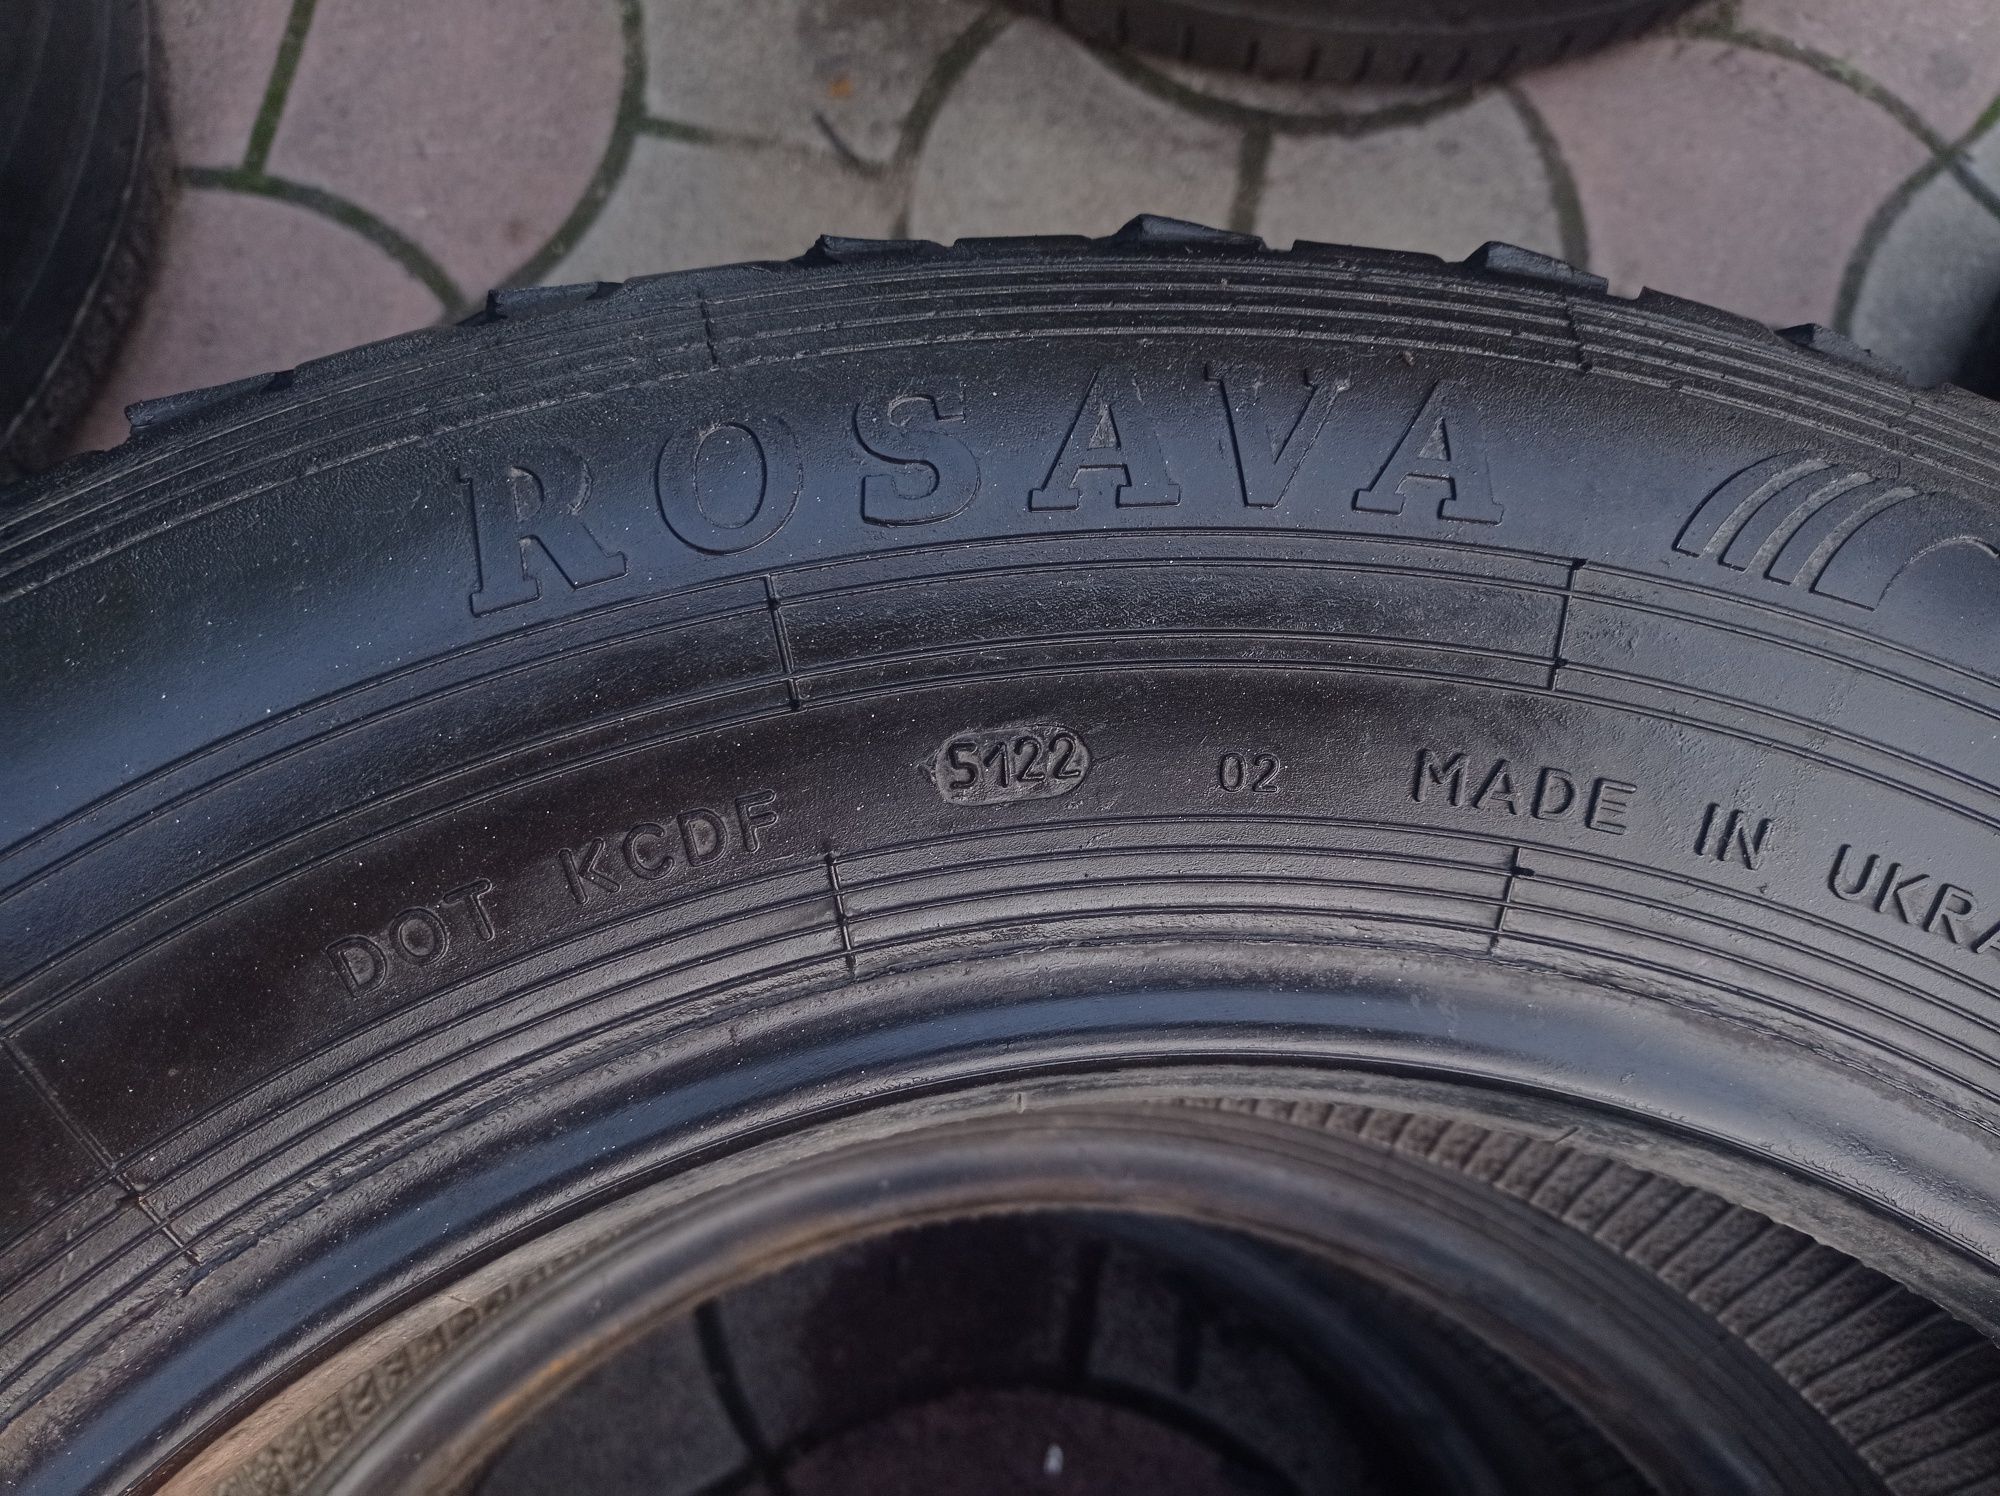 ROSAVA
DOT KCDF 5122 02 MADE IN UKRA